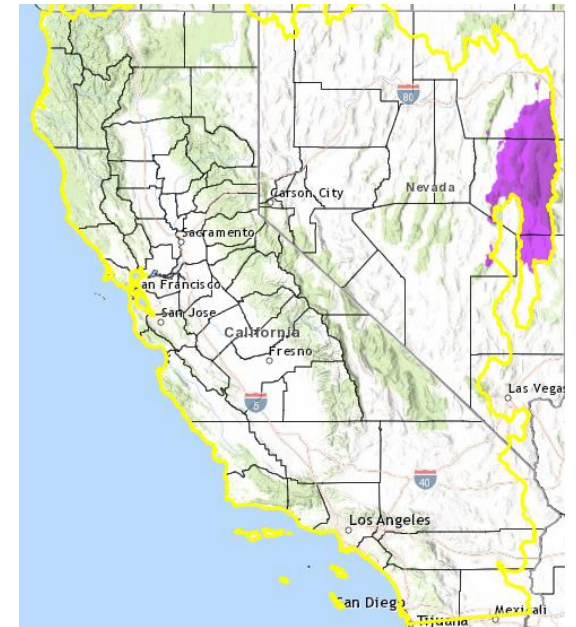 80
Carson City
Nevada
Sacramento
San Francisco
San Jose
California
Fresno
5
Las Vegas
40
Los Angeles
San Diego
Tijuana
Mexicali